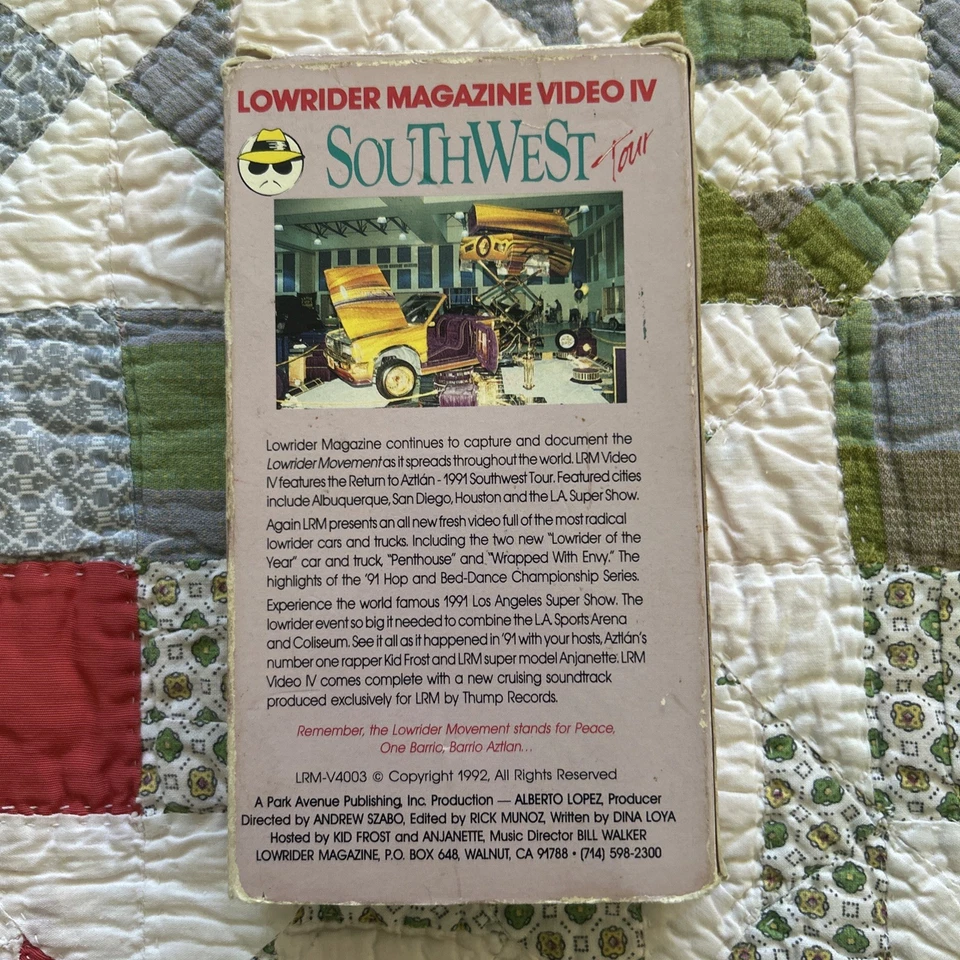 LOWRIDER MAGAZINE VIDEO IV
SOUTHWEST Tour
Lowrider Magazine continues to capture and document the
Lowrider Movement as it spreads throughout the world. LRM Video
IV features the Return to Aztlán - 1991 Southwest Tour. Featured cities
include Albuquerque, San Diego, Houston and the L.A. Super Show.
Again LRM presents an all new fresh video full of the most radical
lowrider cars and trucks. Including the two new "Lowrider of the
Year" car and truck, "Penthouse" and "Wrapped With Envy." The
highlights of the '91 Hop and Bed-Dance Championship Series.
Experience the world famous 1991 Los Angeles Super Show. The
lowrider event so big it needed to combine the L.A. Sports Arena
and Coliseum. See it all as it happened in '91 with your hosts, Aztlán's
number one rapper Kid Frost and LRM super model Anjanette. LRM
Video IV comes complete with a new cruising soundtrack
produced exclusively for LRM by Thump Records.
Remember, the Lowrider Movement stands for Peace,
One Barrio, Barrio Aztlan...
LRM-V4003 © Copyright 1992, All Rights Reserved
A Park Avenue Publishing, Inc. Production — ALBERTO LOPEZ, Producer
Directed by ANDREW SZABO, Edited by RICK MUNOZ, Written by DINA LOYA
Hosted by KID FROST and ANJANETTE, Music Director BILL WALKER
LOWRIDER MAGAZINE, P.O. BOX 648, WALNUT, CA 91788 • (714) 598-2300